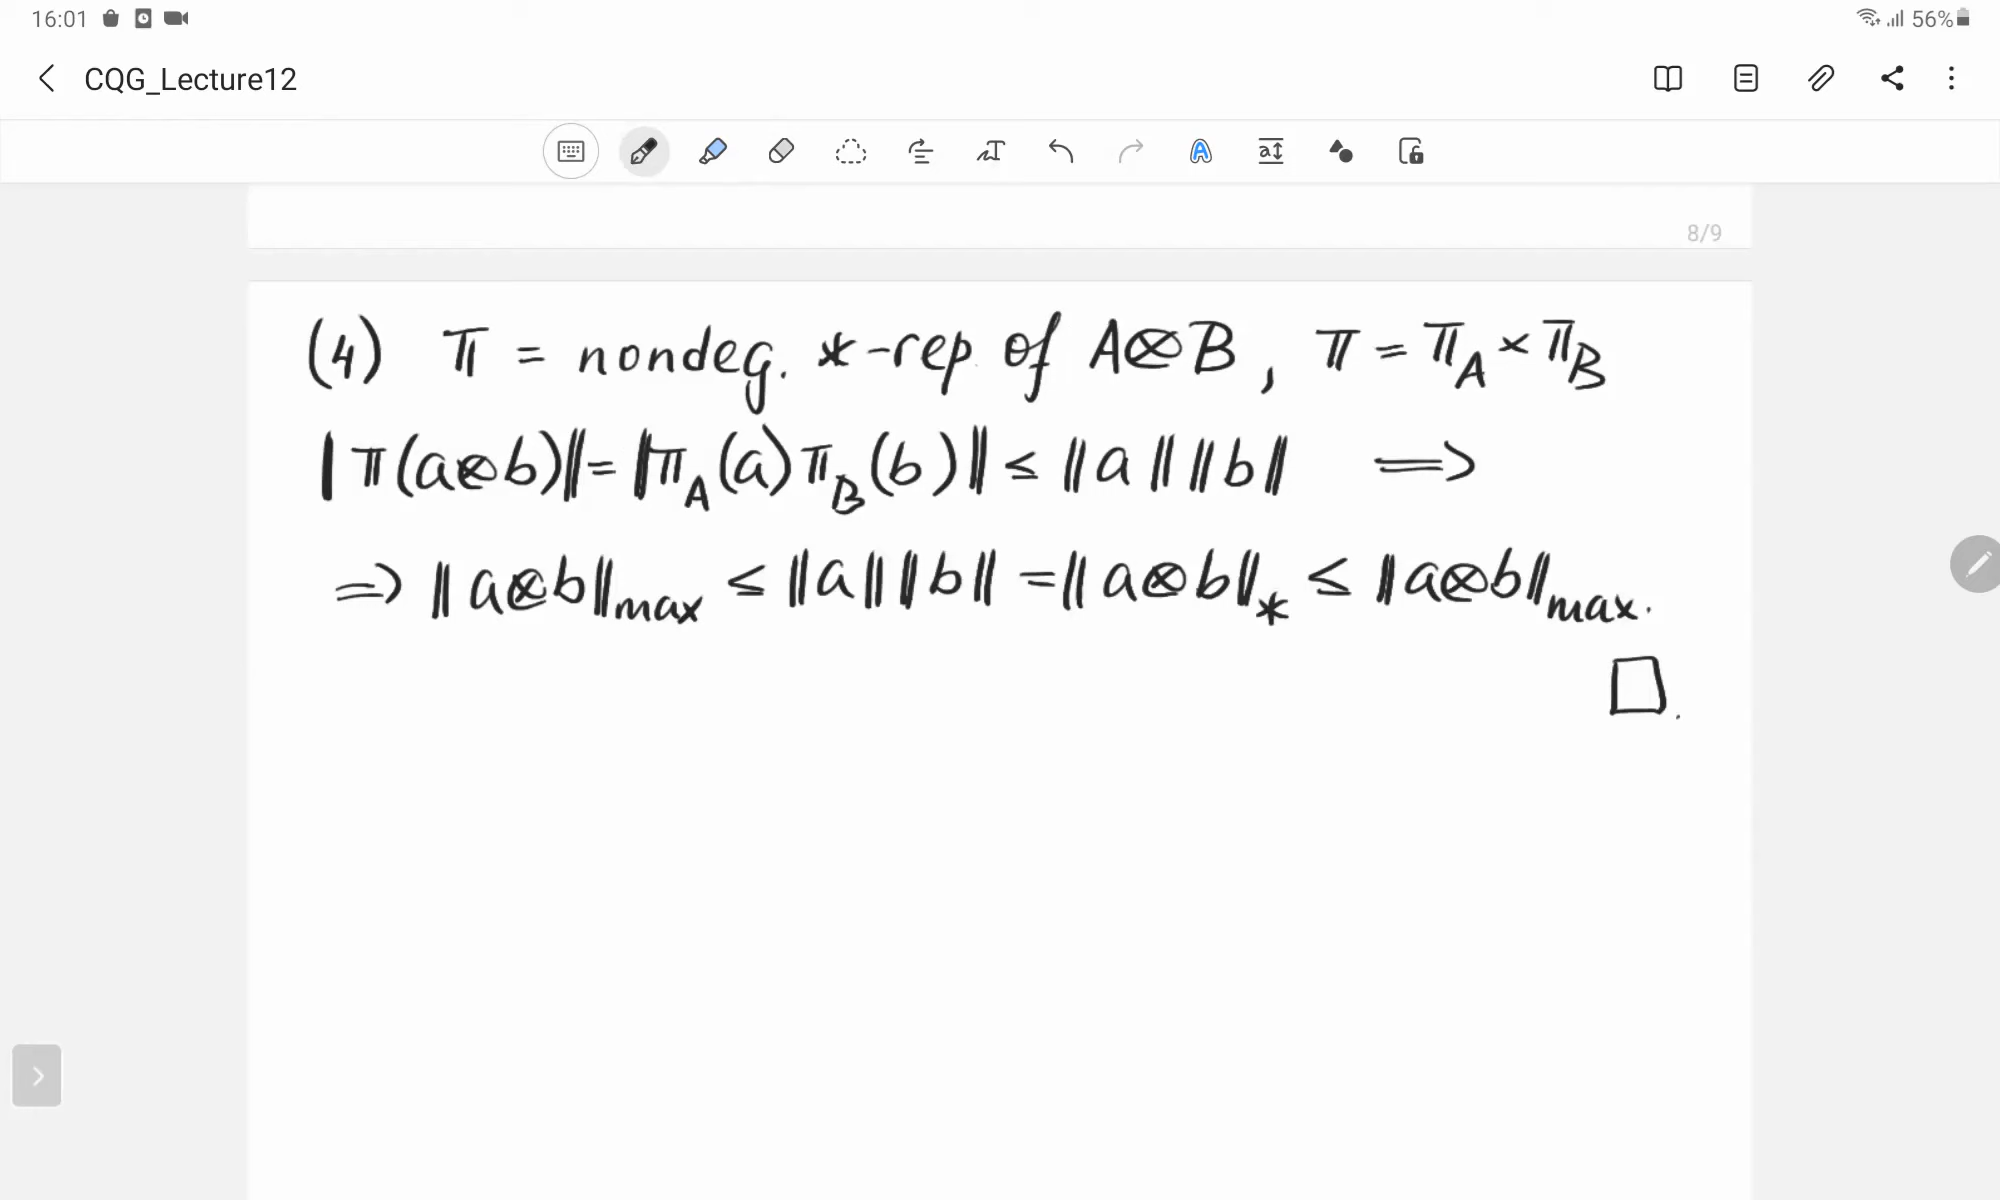 16:01 56%
CQG_Lecture12
8/9
(4) π = nondeg. *-rep. of A⊗B, π = π_A × π_B
‖π(a⊗b)‖ = ‖π_A(a)π_B(b)‖ ≤ ‖a‖‖b‖ ⟹
⟹ ‖a⊗b‖_max ≤ ‖a‖‖b‖ = ‖a⊗b‖_* ≤ ‖a⊗b‖_max.
□.